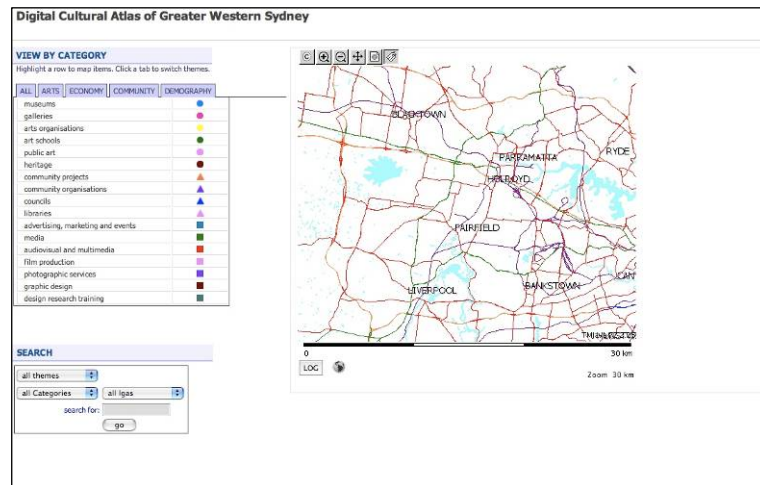 Digital Cultural Atlas of Greater Western Sydney
VIEW BY CATEGORY
Highlight a row to map items. Click a tab to switch themes.
ALL ARTS ECONOMY COMMUNITY DEMOGRAPHY
museums
galleries
arts organisations
art schools
public art
heritage
community projects
community organisations
councils
libraries
advertising, marketing and events
media
audiovisual and multimedia
film production
photographic services
graphic design
design research training
SEARCH
all themes
all Categories all lgas
search for:
go
BLACKTOWN
RYDE
PARRAMATTA
HOLROYD
FAIRFIELD
LIVERPOOL
BANKSTOWN
0 30 km
LOG
Zoom 30 km